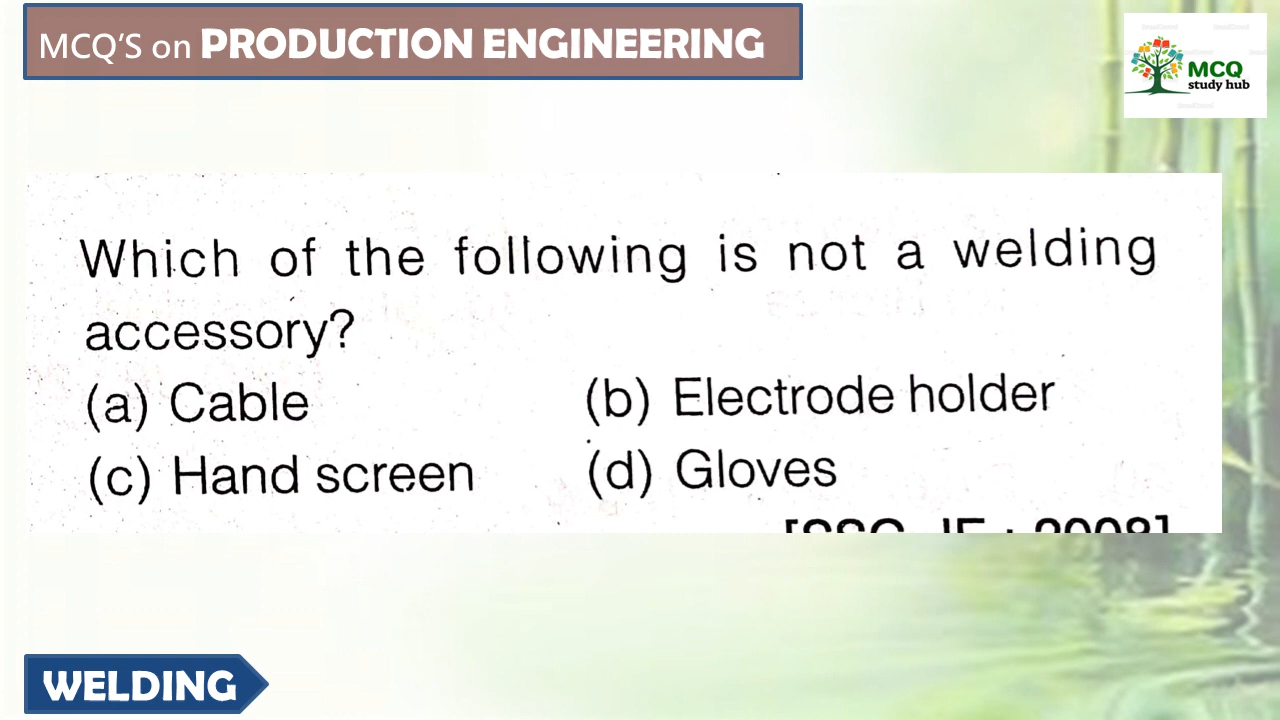 MCQ'S on PRODUCTION ENGINEERING
MCQ
study hub
Which of the following is not a welding
accessory?
(a) Cable (b) Electrode holder
(c) Hand screen (d) Gloves
WELDING